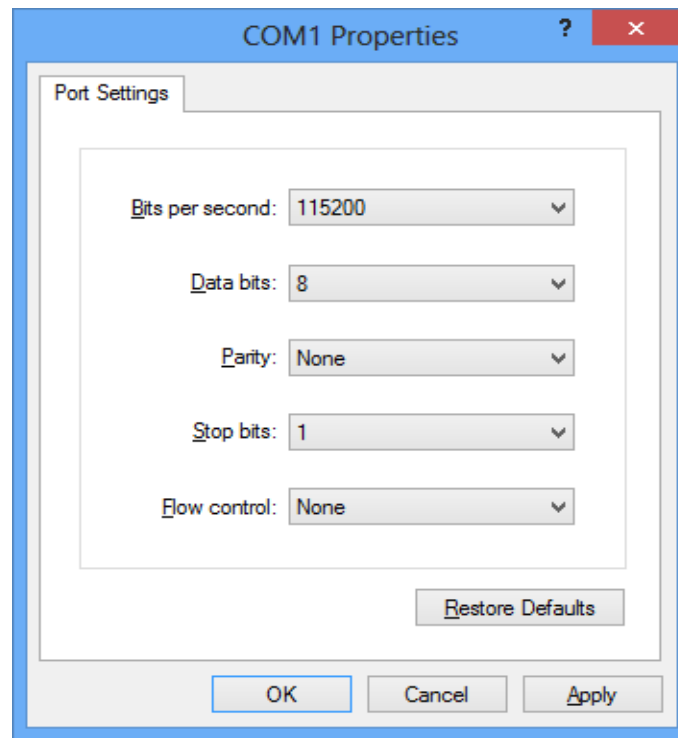 COM1 Properties ?
Port Settings
Bits per second: 115200
Data bits: 8
Parity: None
Stop bits: 1
Flow control: None
Restore Defaults
OK Cancel Apply